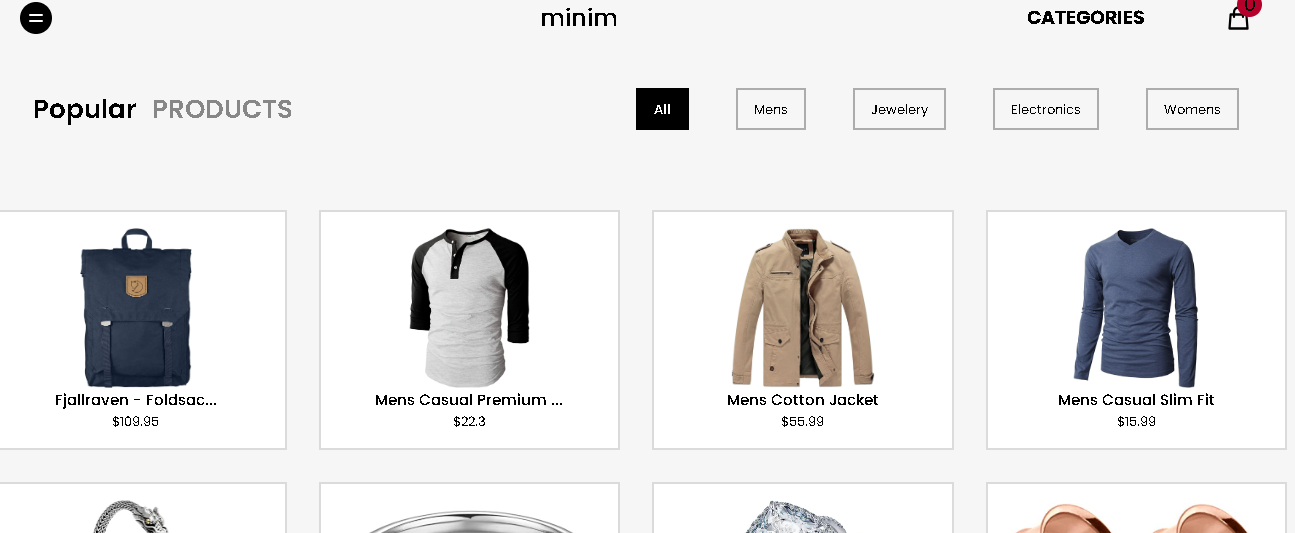 minim
CATEGORIES
0
Popular PRODUCTS
All
Mens
Jewelery
Electronics
Womens
Fjallraven - Foldsac...
$109.95
Mens Casual Premium ...
$22.3
Mens Cotton Jacket
$55.99
Mens Casual Slim Fit
$15.99